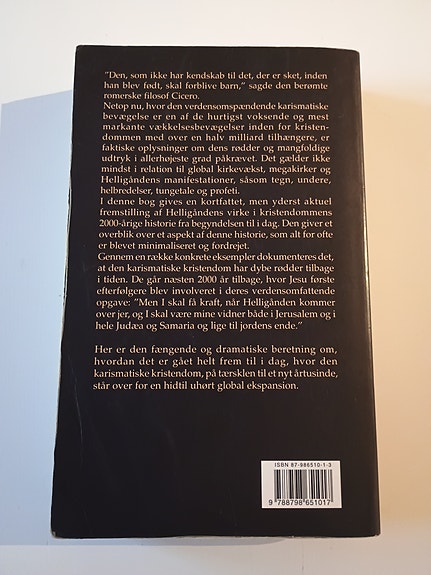 "Den, som ikke har kendskab til det, der er sket, inden
han blev født, skal forblive barn," sagde den berømte
romerske filosof Cicero.
Netop nu, hvor den verdensomspændende karismatiske
bevægelse er en af de hurtigst voksende og mest
markante vækkelsesbevægelser inden for kristen-
dommen med over en halv milliard tilhængere, er
faktiske oplysninger om dens rødder og mangfoldige
udtryk i allerhøjeste grad påkrævet. Det gælder ikke
mindst i relation til global kirkevækst, megakirker og
Helligåndens manifestationer, såsom tegn, undere,
helbredelser, tungetale og profeti.
I denne bog gives en kortfattet, men yderst aktuel
fremstilling af Helligåndens virke i kristendommens
2000-årige historie fra begyndelsen til i dag. Den giver et
overblik over et aspekt af denne historie, som alt for ofte
er blevet minimaliseret og fordrejet.
Gennem en række konkrete eksempler dokumenteres det,
at den karismatiske kristendom har dybe rødder tilbage
i tiden. De går næsten 2000 år tilbage, hvor Jesu første
efterfølgere blev involveret i deres verdensomfattende
opgave: "Men I skal få kraft, når Helligånden kommer
over jer, og I skal være mine vidner både i Jerusalem og i
hele Judæa og Samaria og lige til jordens ende."
Her er den fængende og dramatiske beretning om,
hvordan det er gået helt frem til i dag, hvor den
karismatiske kristendom, på tærsklen til et nyt årtusinde,
står over for en hidtil uhørt global ekspansion.
ISBN 87-986510-1-3
9 788798 651017